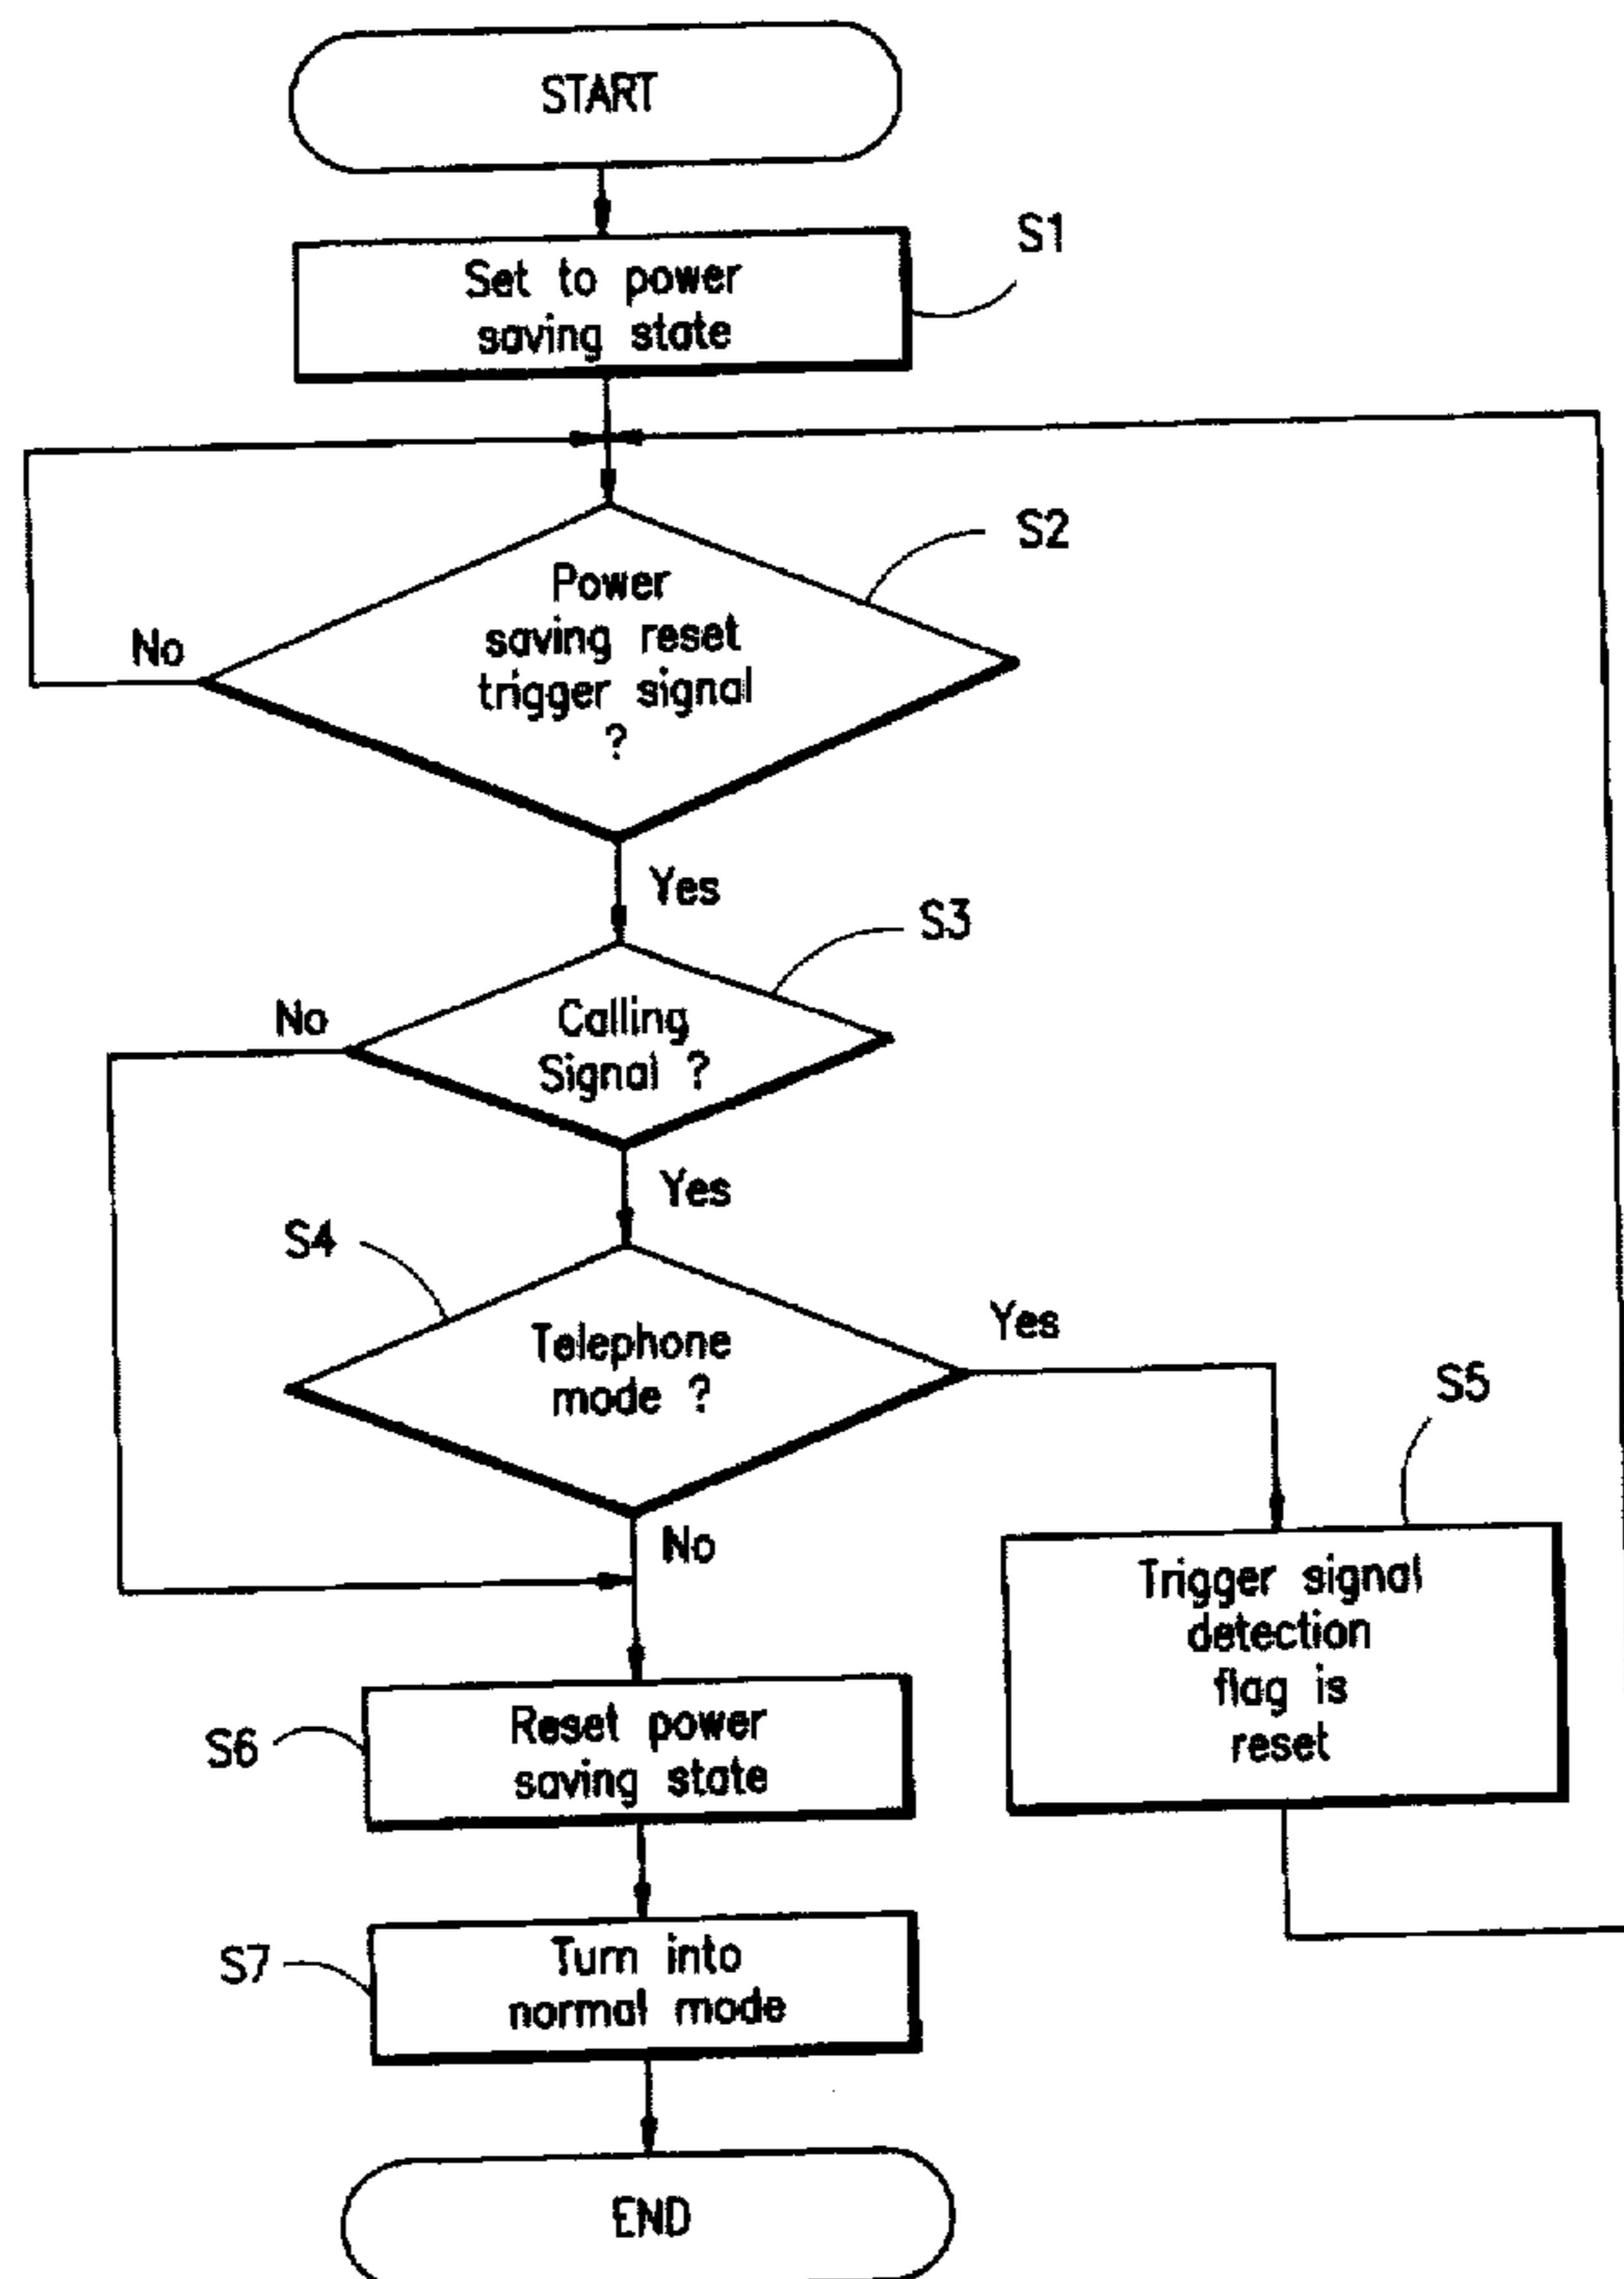 START
S1
Set to power
saving state
S2
Power
saving reset
trigger signal
?
No
Yes
S3
Calling
Signal ?
No
Yes
S4
Telephone
mode ?
Yes
No
S5
Trigger signal
detection
flag is
reset
S6
Reset power
saving state
S7
Turn into
normal mode
END